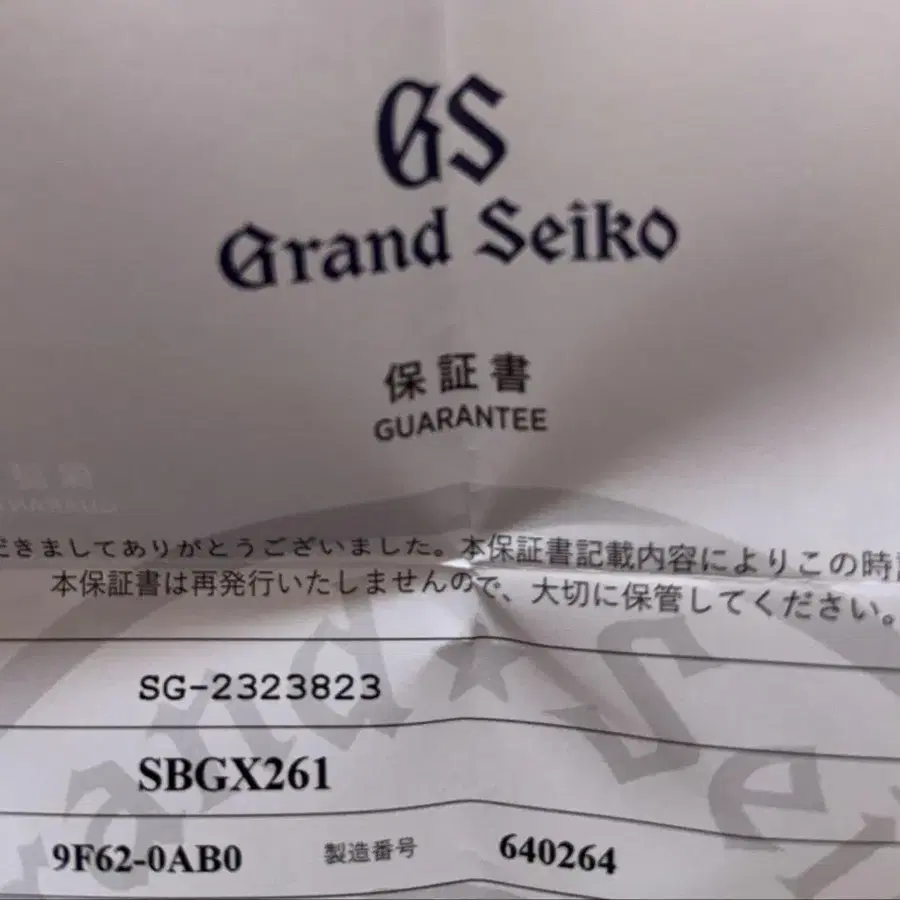 GS
Grand Seiko
保証書
GUARANTEE
だきましてありがとうございました。本保証書記載内容によりこの時
本保証書は再発行いたしませんので、大切に保管してください。
SG-2323823
SBGX261
9F62-0AB0 製造番号 640264